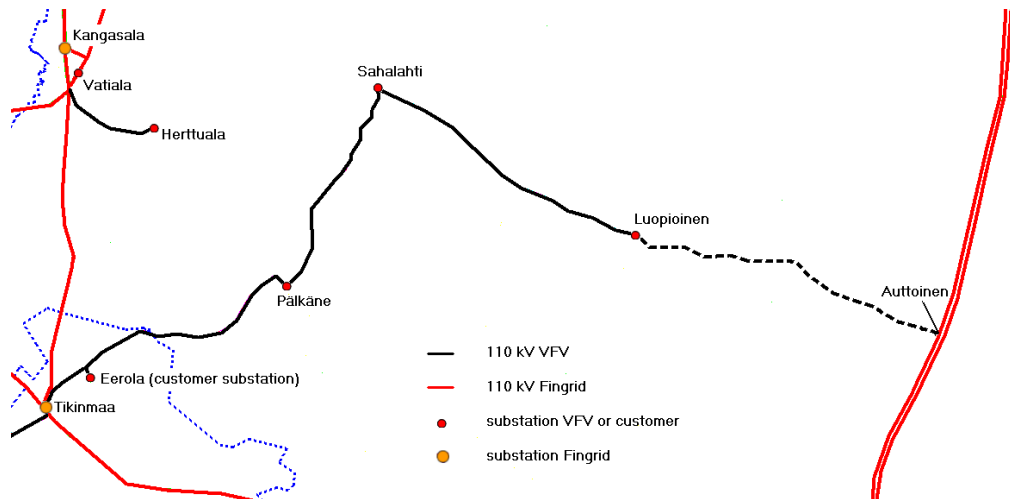 Kangasala
Vatiala
Herttuala
Sahalahti
Luopioinen
Auttoinen
Pälkäne
Eerola (customer substation)
Tikinmaa
110 kV VFV
110 kV Fingrid
substation VFV or customer
substation Fingrid